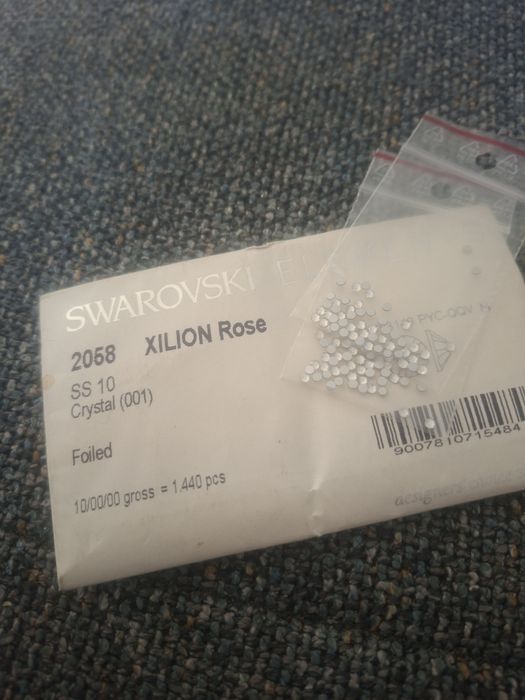 SWAROVSKI
2058 XILION Rose
SS 10
Crystal (001)
Foiled
10/00/00 gross = 1.440 pcs
9007810715484